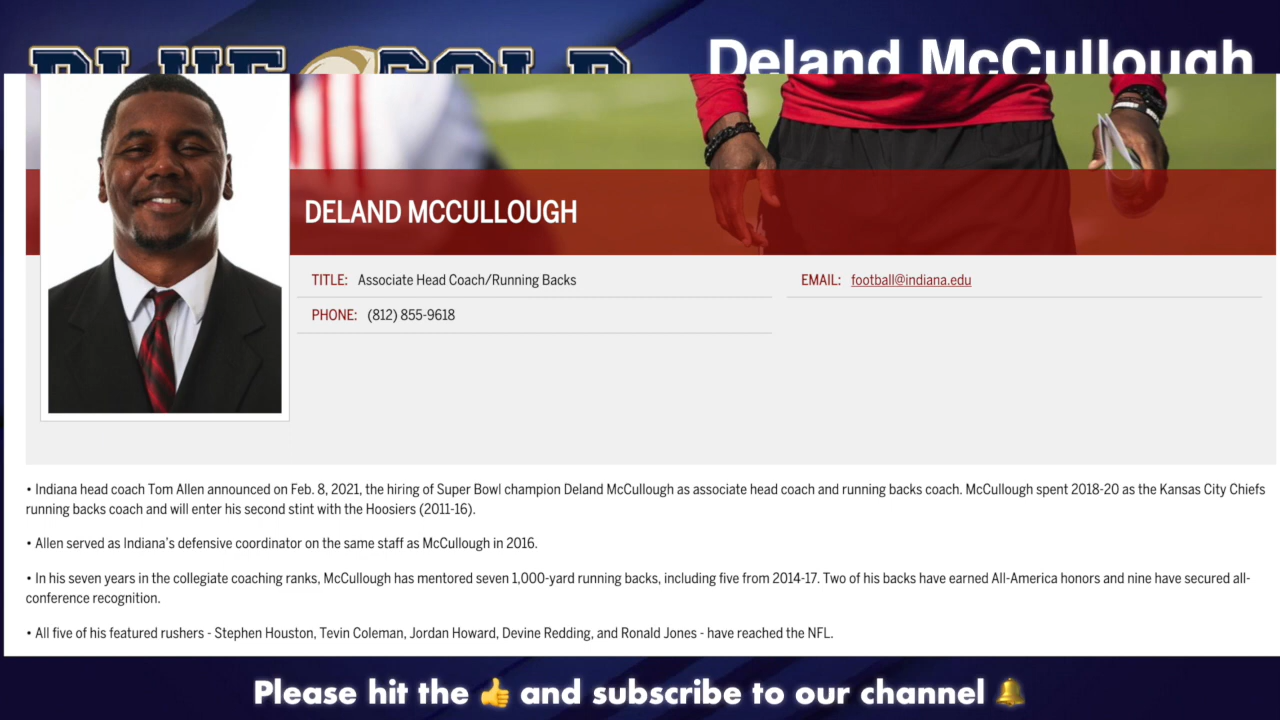 BLUE GOLD
Deland McCullough
DELAND MCCULLOUGH
TITLE: Associate Head Coach/Running Backs
EMAIL: football@indiana.edu
PHONE: (812) 855-9618
• Indiana head coach Tom Allen announced on Feb. 8, 2021, the hiring of Super Bowl champion Deland McCullough as associate head coach and running backs coach. McCullough spent 2018-20 as the Kansas City Chiefs
running backs coach and will enter his second stint with the Hoosiers (2011-16).
• Allen served as Indiana's defensive coordinator on the same staff as McCullough in 2016.
• In his seven years in the collegiate coaching ranks, McCullough has mentored seven 1,000-yard running backs, including five from 2014-17. Two of his backs have earned All-America honors and nine have secured all-
conference recognition.
• All five of his featured rushers - Stephen Houston, Tevin Coleman, Jordan Howard, Devine Redding, and Ronald Jones - have reached the NFL.
Please hit the 👍 and subscribe to our channel 🔔